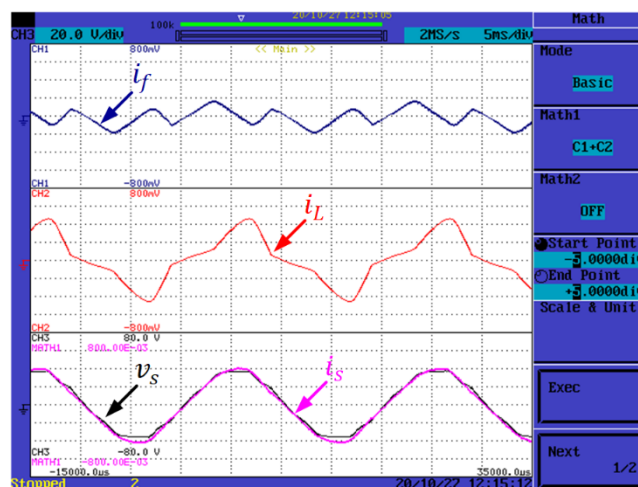 20/10/27 12:15:05
Math
100k
CH3 20.0 V/div
2MS/s 5ms/div
<< Main >>
CH1 800mV
Mode
Basic
i_f
Math1
C1+C2
CH1 -800mV
CH2 800mV
Math2
OFF
i_L
Start Point
-5.0000div
End Point
+5.0000div
CH2 -800mV
Scale & Unit
CH3 80.0 V
MATH1 800.00E-03
v_s
i_s
Exec
CH3 -80.0 V
MATH1 -800.00E-03
-15000.0us
35000.0us
Next
1/2
Stopped 2
20/10/27 12:15:12